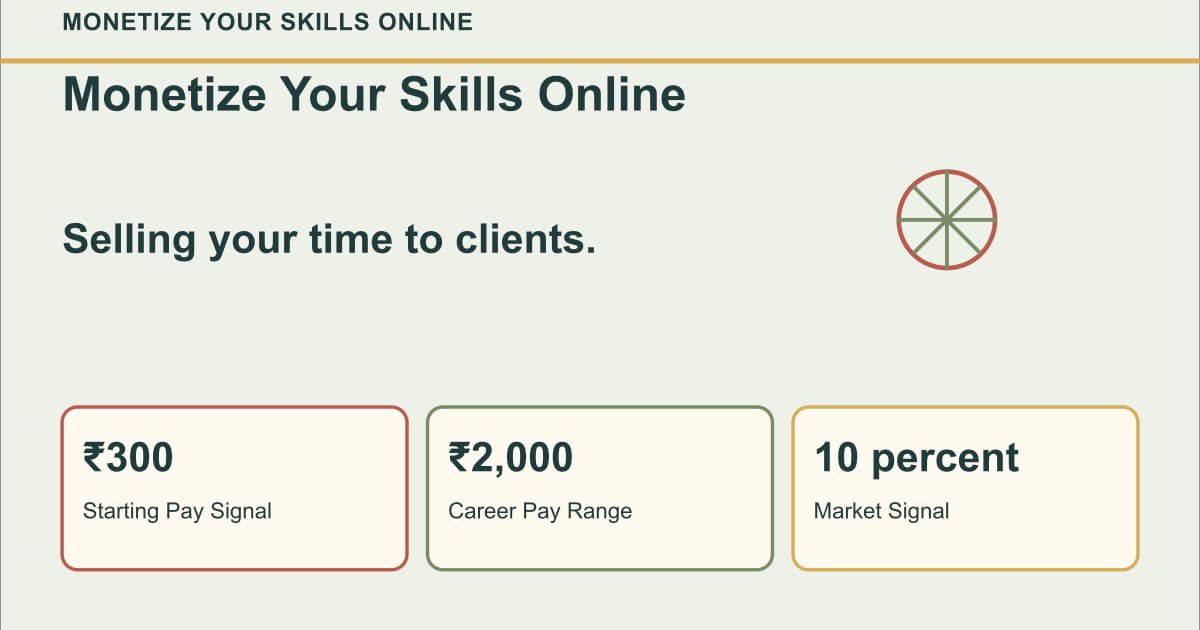 MONETIZE YOUR SKILLS ONLINE
Monetize Your Skills Online
Selling your time to clients.
₹300
Starting Pay Signal
₹2,000
Career Pay Range
10 percent
Market Signal